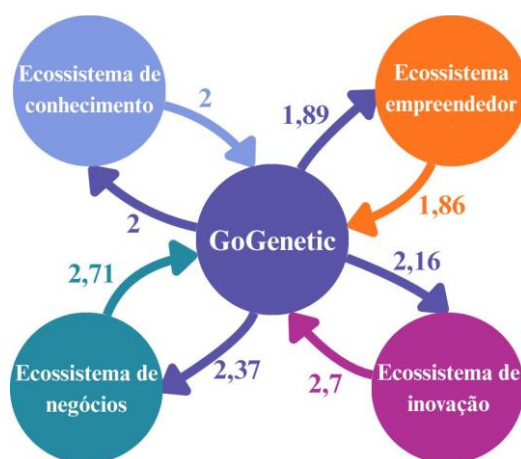 Ecossistema de
conhecimento
2
1,89
Ecossistema
empreendedor
2
GoGenetic
1,86
2,71
2,16
2,37
2,7
Ecossistema de
negócios
Ecossistema de
inovação